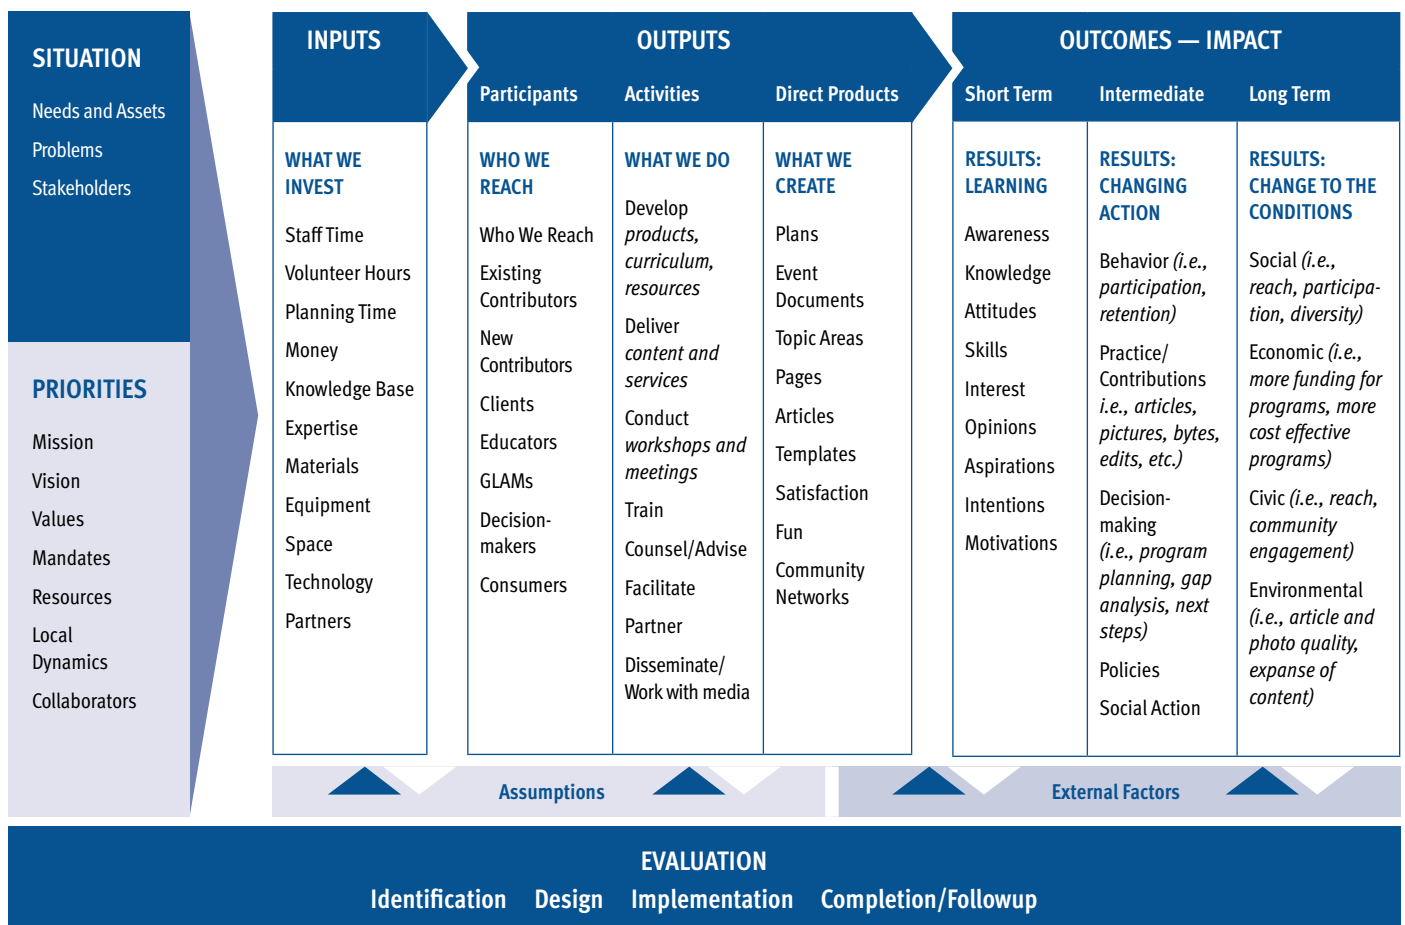 SITUATION
Needs and Assets
Problems
Stakeholders
PRIORITIES
Mission
Vision
Values
Mandates
Resources
Local
Dynamics
Collaborators
INPUTS
WHAT WE
INVEST
Staff Time
Volunteer Hours
Planning Time
Money
Knowledge Base
Expertise
Materials
Equipment
Space
Technology
Partners
OUTPUTS
Participants
WHO WE
REACH
Who We Reach
Existing
Contributors
New
Contributors
Clients
Educators
GLAMs
Decision-
makers
Consumers
Activities
WHAT WE DO
Develop
products,
curriculum,
resources
Deliver
content and
services
Conduct
workshops and
meetings
Train
Counsel/Advise
Facilitate
Partner
Disseminate/
Work with media
Direct Products
WHAT WE
CREATE
Plans
Event
Documents
Topic Areas
Pages
Articles
Templates
Satisfaction
Fun
Community
Networks
OUTCOMES — IMPACT
Short Term
RESULTS:
LEARNING
Awareness
Knowledge
Attitudes
Skills
Interest
Opinions
Aspirations
Intentions
Motivations
Intermediate
RESULTS:
CHANGING
ACTION
Behavior (i.e.,
participation,
retention)
Practice/
Contributions
i.e., articles,
pictures, bytes,
edits, etc.)
Decision-
making
(i.e., program
planning, gap
analysis, next
steps)
Policies
Social Action
Long Term
RESULTS:
CHANGE TO THE
CONDITIONS
Social (i.e.,
reach, participa-
tion, diversity)
Economic (i.e.,
more funding for
programs, more
cost effective
programs)
Civic (i.e., reach,
community
engagement)
Environmental
(i.e., article and
photo quality,
expanse of
content)
Assumptions
External Factors
EVALUATION
Identification Design Implementation Completion/Followup